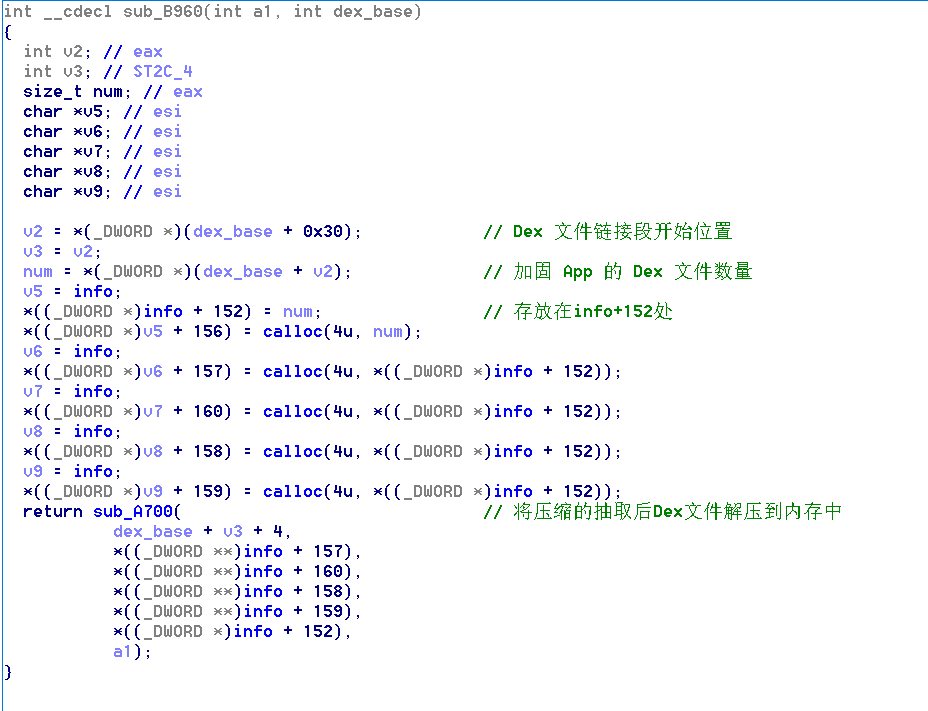 int __cdecl sub_B960(int a1, int dex_base)
{
  int v2; // eax
  int v3; // ST2C_4
  size_t num; // eax
  char *v5; // esi
  char *v6; // esi
  char *v7; // esi
  char *v8; // esi
  char *v9; // esi

  v2 = *(_DWORD *)(dex_base + 0x30); // Dex 文件链接段开始位置
  v3 = v2;
  num = *(_DWORD *)(dex_base + v2); // 加固 App 的 Dex 文件数量
  v5 = info;
  *((_DWORD *)info + 152) = num; // 存放在info+152处
  *((_DWORD *)v5 + 156) = calloc(4u, num);
  v6 = info;
  *((_DWORD *)v6 + 157) = calloc(4u, *((_DWORD *)info + 152));
  v7 = info;
  *((_DWORD *)v7 + 160) = calloc(4u, *((_DWORD *)info + 152));
  v8 = info;
  *((_DWORD *)v8 + 158) = calloc(4u, *((_DWORD *)info + 152));
  v9 = info;
  *((_DWORD *)v9 + 159) = calloc(4u, *((_DWORD *)info + 152));
  return sub_A700( // 将压缩的抽取后Dex文件解压到内存中
           dex_base + v3 + 4,
           *((_DWORD **)info + 157),
           *((_DWORD **)info + 160),
           *((_DWORD **)info + 158),
           *((_DWORD **)info + 159),
           *((_DWORD *)info + 152),
           a1);
}